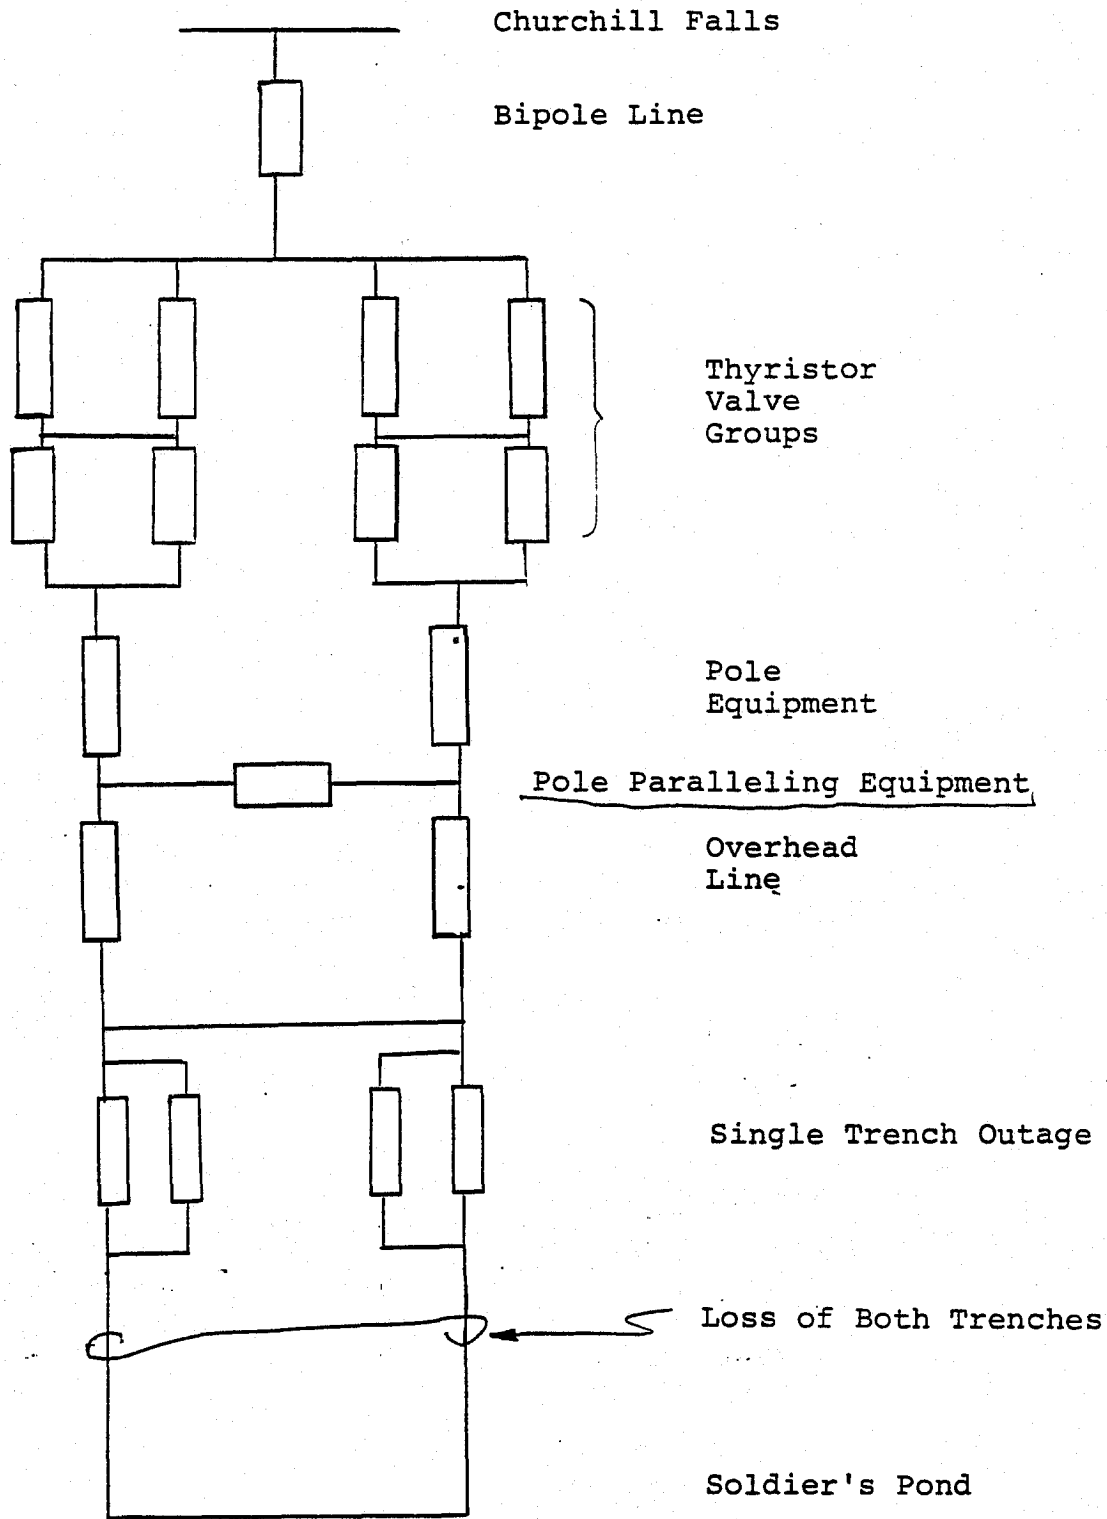 Churchill Falls
Bipole Line
Thyristor
Valve
Groups
Pole
Equipment
Pole Paralleling Equipment
Overhead
Line
Single Trench Outage
Loss of Both Trenches
Soldier's Pond